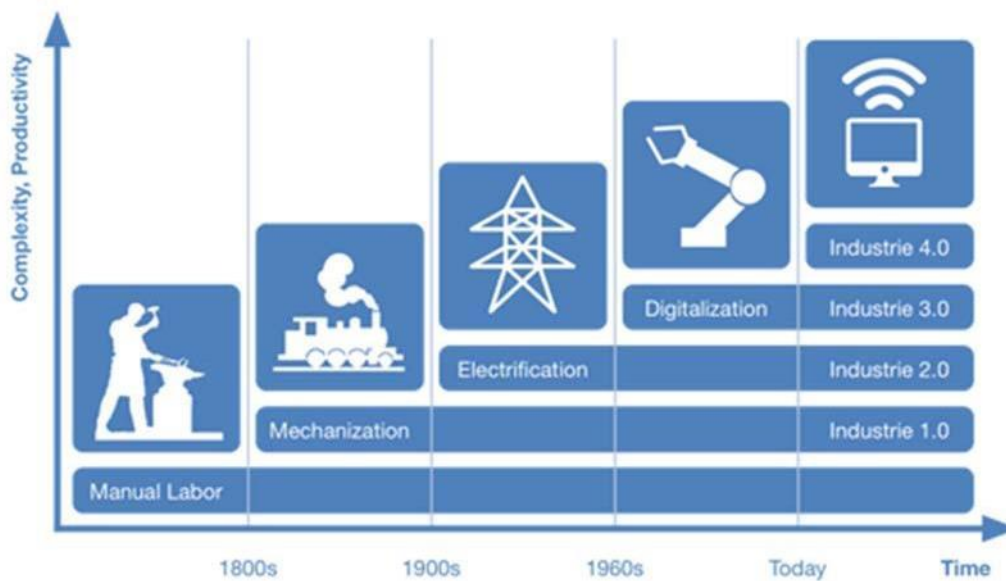 Complexity, Productivity
Industrie 4.0
Digitalization Industrie 3.0
Electrification Industrie 2.0
Mechanization Industrie 1.0
Manual Labor
1800s 1900s 1960s Today Time